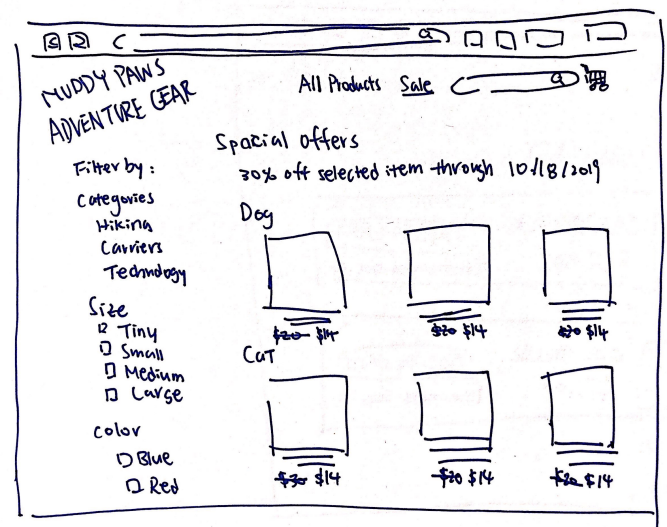 MUDDY PAWS
ADVENTURE GEAR
All Products Sale
Spacial offers
30% off selected item through 10/18/2019
Filter by:
Categories
Hiking
Carriers
Technology
Size
Tiny
Small
Medium
Large
Color
Blue
Red
Dog
$20 $14
$20 $14
$20 $14
Cat
$30 $14
$20 $14
$20 $14